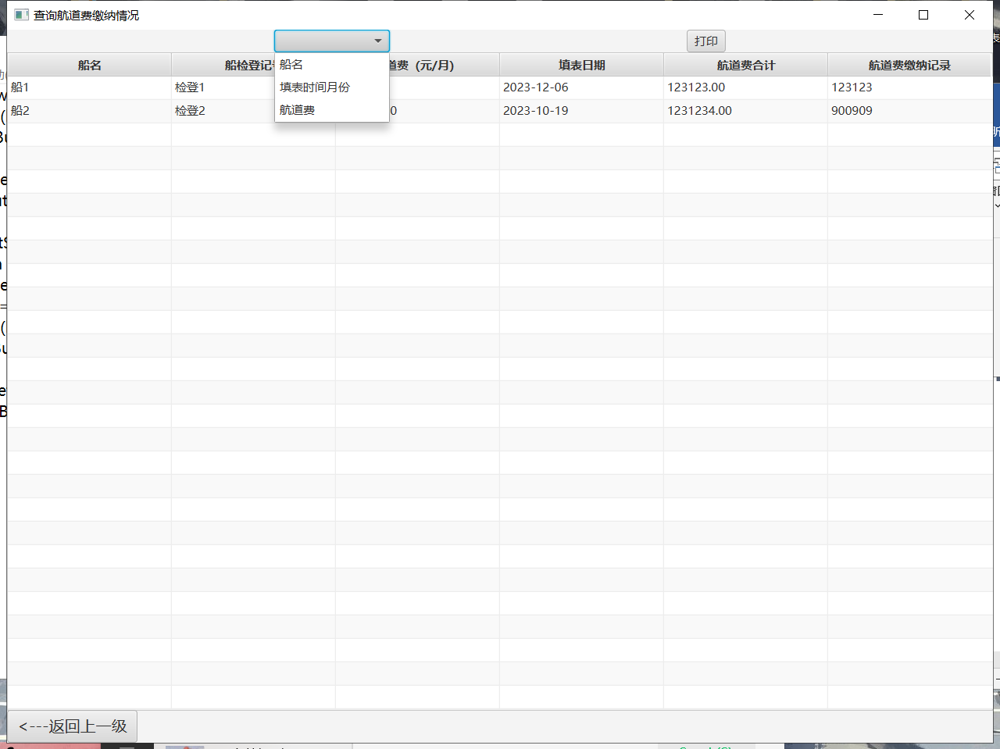 查询航道费缴纳情况
打印
船名 船检登记 道费（元/月） 填表日期 航道费合计 航道费缴纳记录
船名
填表时间月份
航道费
船1 检登1 2023-12-06 123123.00 123123
船2 检登2 0 2023-10-19 1231234.00 900909
<---返回上一级